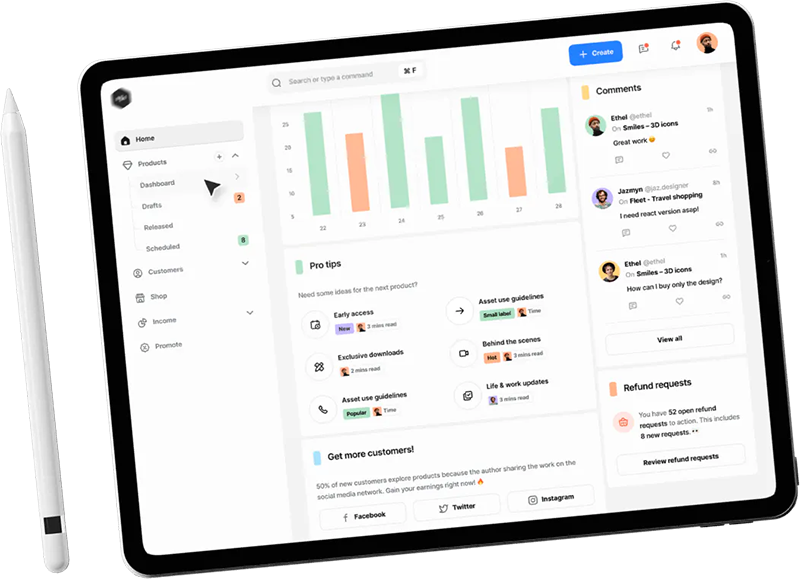 Search or type a command
⌘ F
+ Create
Home
Products
+
Dashboard
Drafts
2
Released
Scheduled
8
Customers
Shop
Income
Promote
25
20
15
10
5
22
23
24
25
26
27
28
Pro tips
Need some ideas for the next product?
Early access
New
3 mins read
Exclusive downloads
2 mins read
Asset use guidelines
Popular
Time
Asset use guidelines
Small label
Time
Behind the scenes
Hot
3 mins read
Life & work updates
3 mins read
Get more customers!
50% of new customers explore products because the author sharing the work on the
social media network. Gain your earnings right now! 🔥
Facebook
Twitter
Instagram
Comments
Ethel @ethel
1h
On Smiles – 3D icons
Great work 😊
Jazmyn @jaz.designer
8h
On Fleet - Travel shopping
I need react version asap!
Ethel @ethel
1h
On Smiles – 3D icons
How can I buy only the design?
View all
Refund requests
You have 52 open refund
requests to action. This includes
8 new requests. 👀
Review refund requests